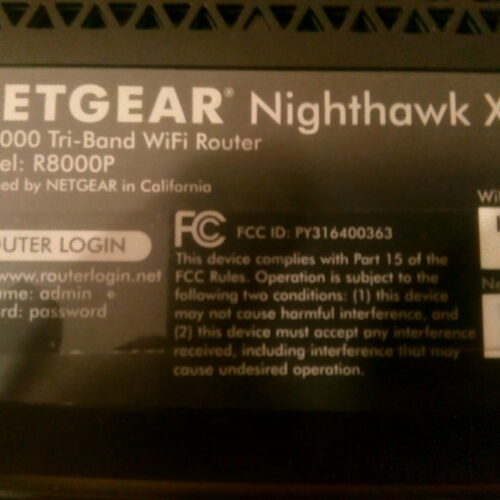 ETGEAR® Nighthawk X
000 Tri-Band WiFi Router
el: R8000P
ed by NETGEAR in California
Wi
OUTER LOGIN
FC FCC ID: PY316400363
This device complies with Part 15 of the
FCC Rules. Operation is subject to the
following two conditions: (1) this device
may not cause harmful interference, and
(2) this device must accept any interference
received, including interference that may
cause undesired operation.
www.routerlogin.net
ame: admin
rd: password
Ne